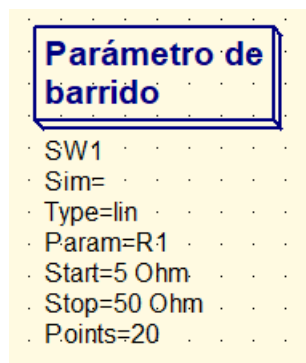 Parámetro de
barrido
SW1
Sim=
Type=lin
Param=R1
Start=5 Ohm
Stop=50 Ohm
Points=20